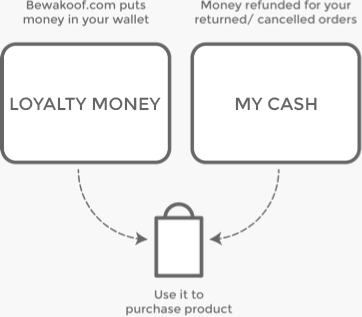 Bewakoof.com puts
money in your wallet
Money refunded for your
returned/ cancelled orders
LOYALTY MONEY
MY CASH
Use it to
purchase product